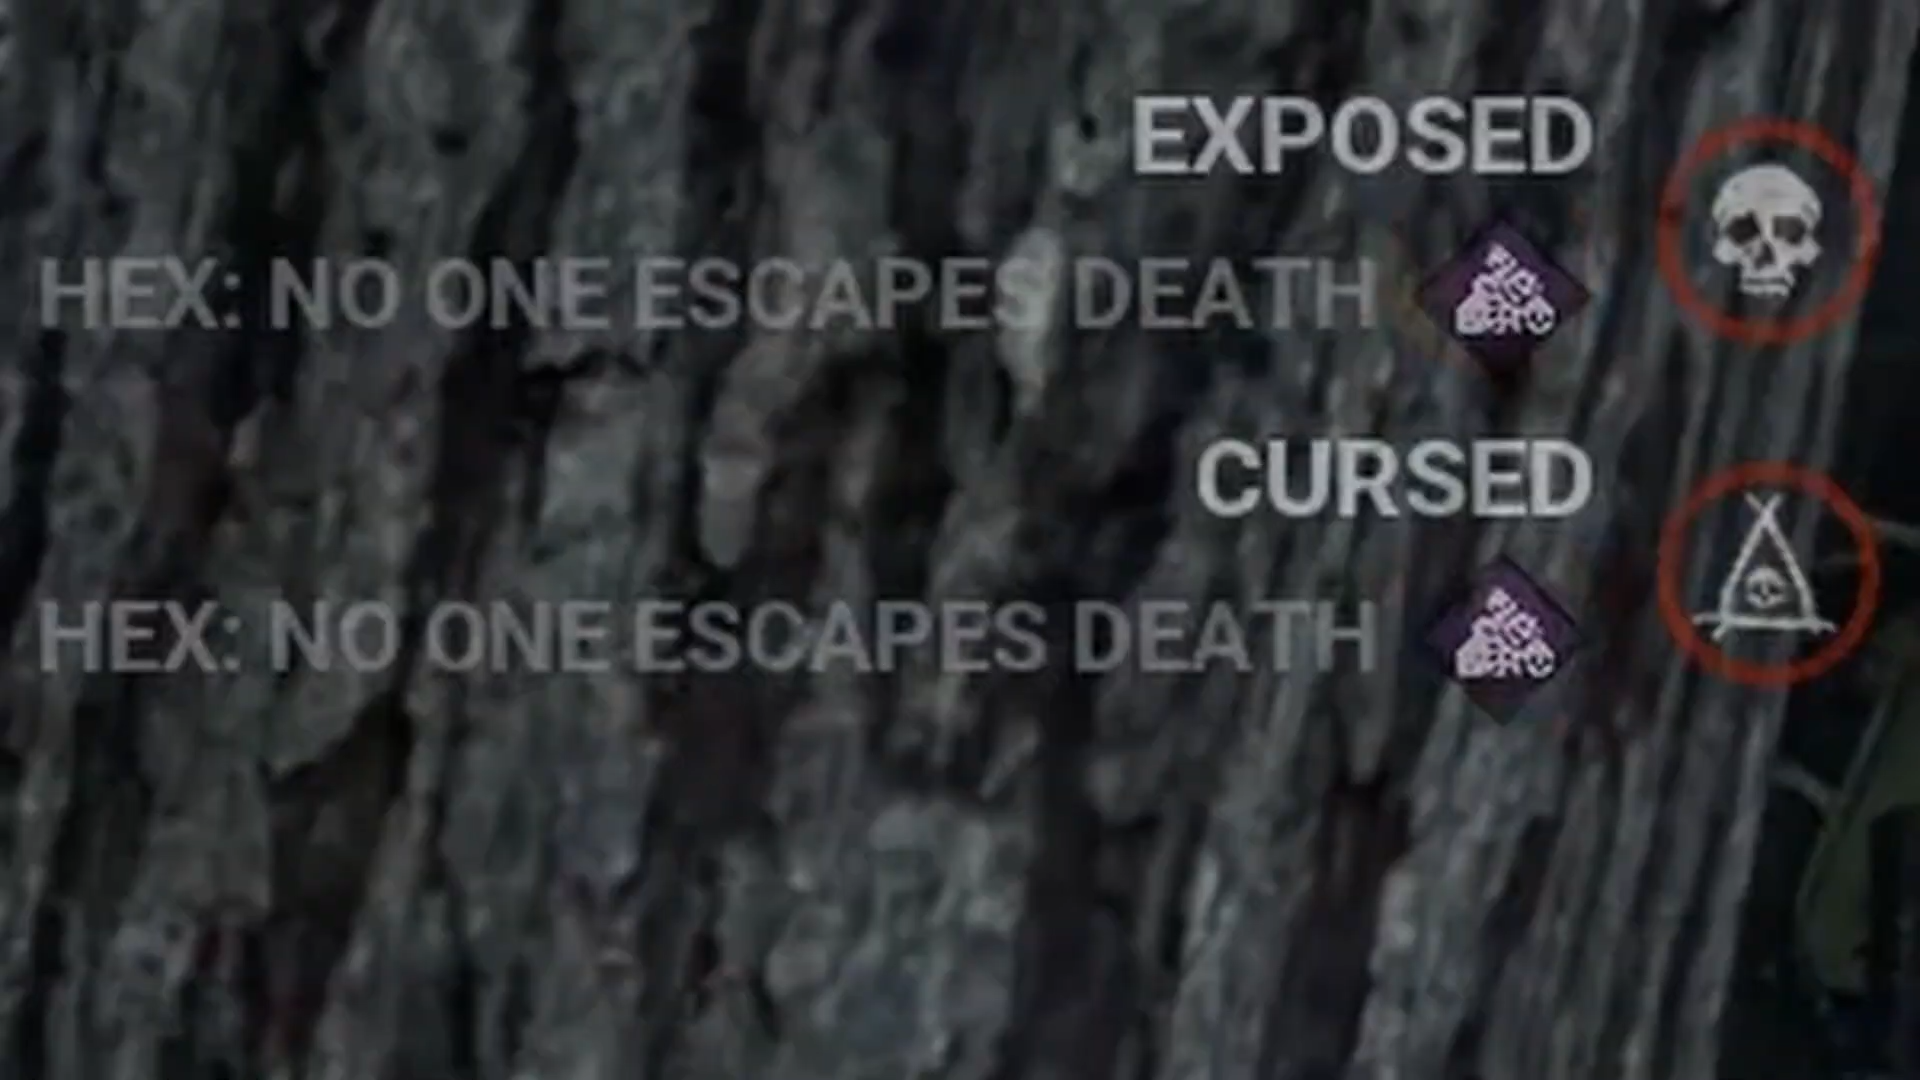 EXPOSED
HEX: NO ONE ESCAPES DEATH
CURSED
HEX: NO ONE ESCAPES DEATH